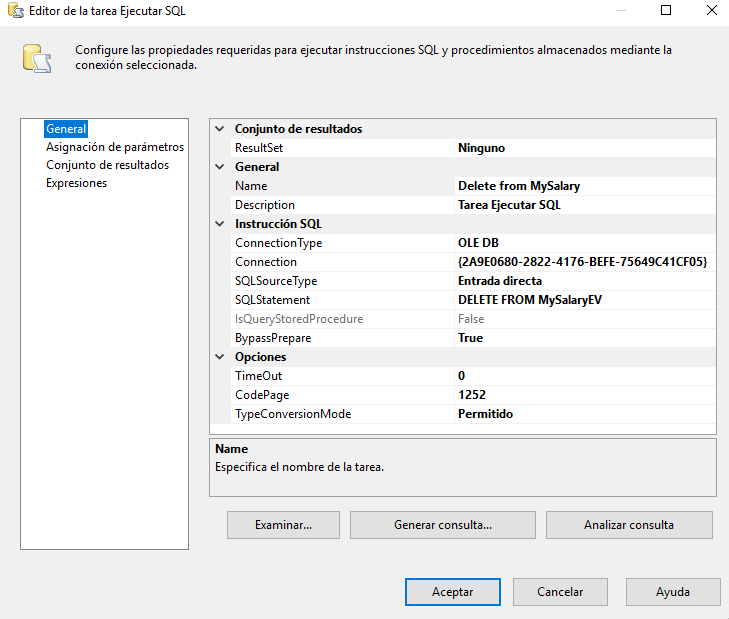 Editor de la tarea Ejecutar SQL
Configure las propiedades requeridas para ejecutar instrucciones SQL y procedimientos almacenados mediante la
conexión seleccionada.
General
Asignación de parámetros
Conjunto de resultados
Expresiones
Conjunto de resultados
ResultSet Ninguno
General
Name Delete from MySalary
Description Tarea Ejecutar SQL
Instrucción SQL
ConnectionType OLE DB
Connection {2A9E0680-2822-4176-BEFE-75649C41CF05}
SQLSourceType Entrada directa
SQLStatement DELETE FROM MySalaryEV
IsQueryStoredProcedure False
BypassPrepare True
Opciones
TimeOut 0
CodePage 1252
TypeConversionMode Permitido
Name
Especifica el nombre de la tarea.
Examinar... Generar consulta... Analizar consulta
Aceptar Cancelar Ayuda